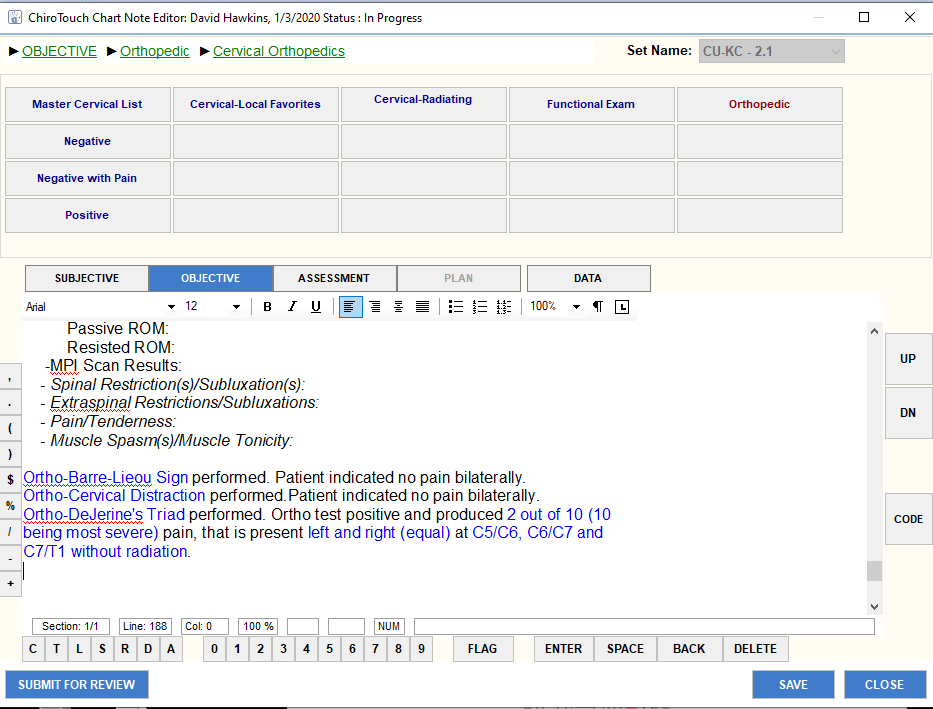 ChiroTouch Chart Note Editor: David Hawkins, 1/3/2020 Status : In Progress
►OBJECTIVE ►Orthopedic ►Cervical Orthopedics Set Name: CU-KC - 2.1
Master Cervical List Cervical-Local Favorites Cervical-Radiating Functional Exam Orthopedic
Negative
Negative with Pain
Positive
SUBJECTIVE OBJECTIVE ASSESSMENT PLAN DATA
Arial 12 B I U 100% ¶ L
Passive ROM:
Resisted ROM:
-MPI Scan Results:
- Spinal Restriction(s)/Subluxation(s):
- Extraspinal Restrictions/Subluxations:
- Pain/Tenderness:
- Muscle Spasm(s)/Muscle Tonicity:
Ortho-Barre-Lieou Sign performed. Patient indicated no pain bilaterally.
Ortho-Cervical Distraction performed.Patient indicated no pain bilaterally.
Ortho-DeJerine's Triad performed. Ortho test positive and produced 2 out of 10 (10
being most severe) pain, that is present left and right (equal) at C5/C6, C6/C7 and
C7/T1 without radiation.
,
.
(
)
$
%
/
-
+
UP
DN
CODE
Section: 1/1 Line: 188 Col: 0 100 % NUM
C T L S R D A 0 1 2 3 4 5 6 7 8 9 FLAG ENTER SPACE BACK DELETE
SUBMIT FOR REVIEW SAVE CLOSE